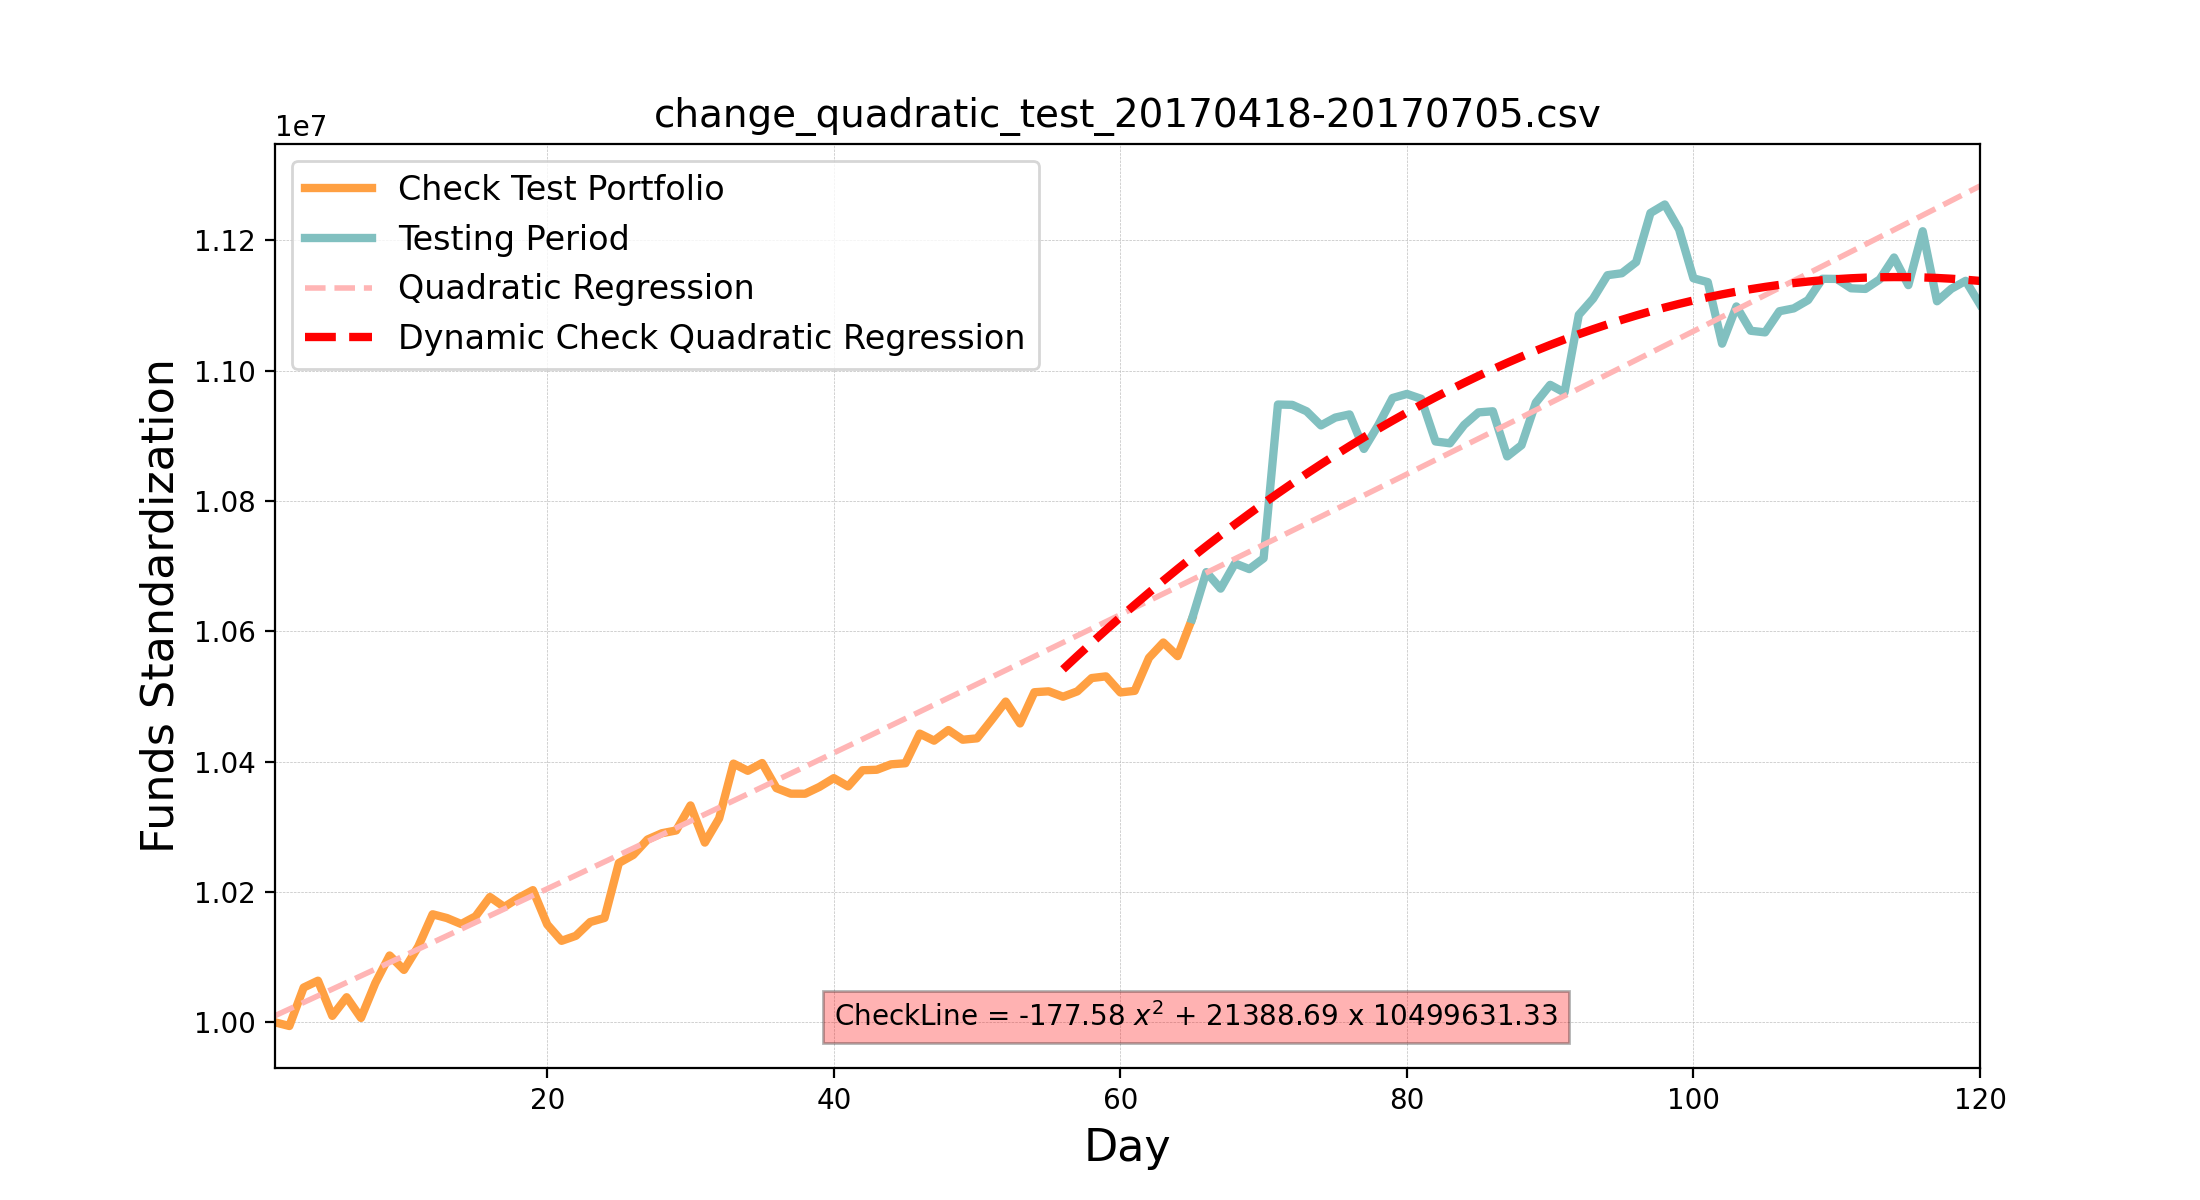 change_quadratic_test_20170418-20170705.csv
1e7
Check Test Portfolio
Testing Period
Quadratic Regression
Dynamic Check Quadratic Regression
Funds Standardization
1.12
1.10
1.08
1.06
1.04
1.02
1.00
CheckLine = -177.58 x² + 21388.69 x 10499631.33
20 40 60 80 100 120
Day